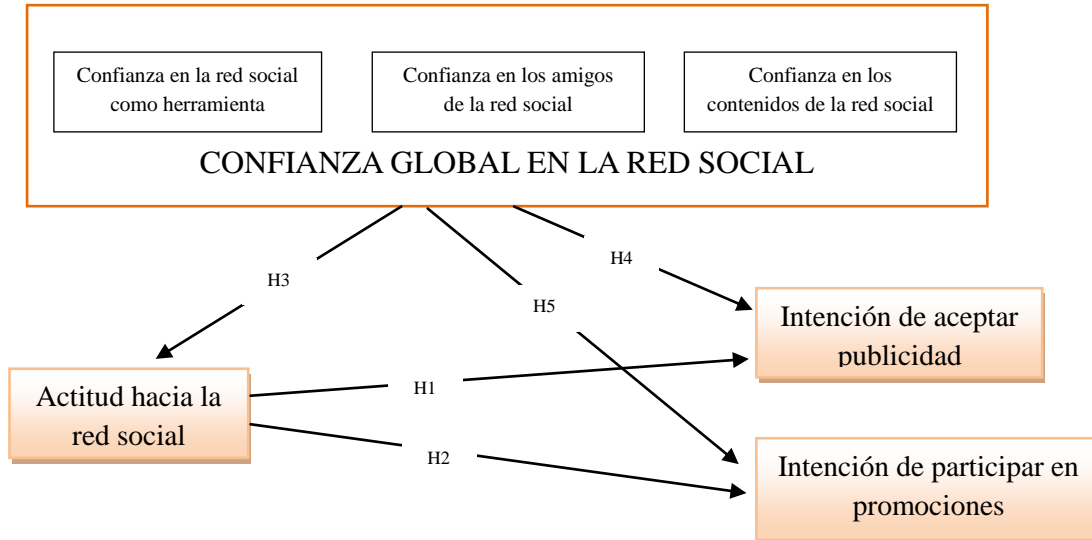 Confianza en la red social
como herramienta
Confianza en los amigos
de la red social
Confianza en los
contenidos de la red social
CONFIANZA GLOBAL EN LA RED SOCIAL
H3
H4
H5
Intención de aceptar
publicidad
Actitud hacia la
red social
H1
H2
Intención de participar en
promociones